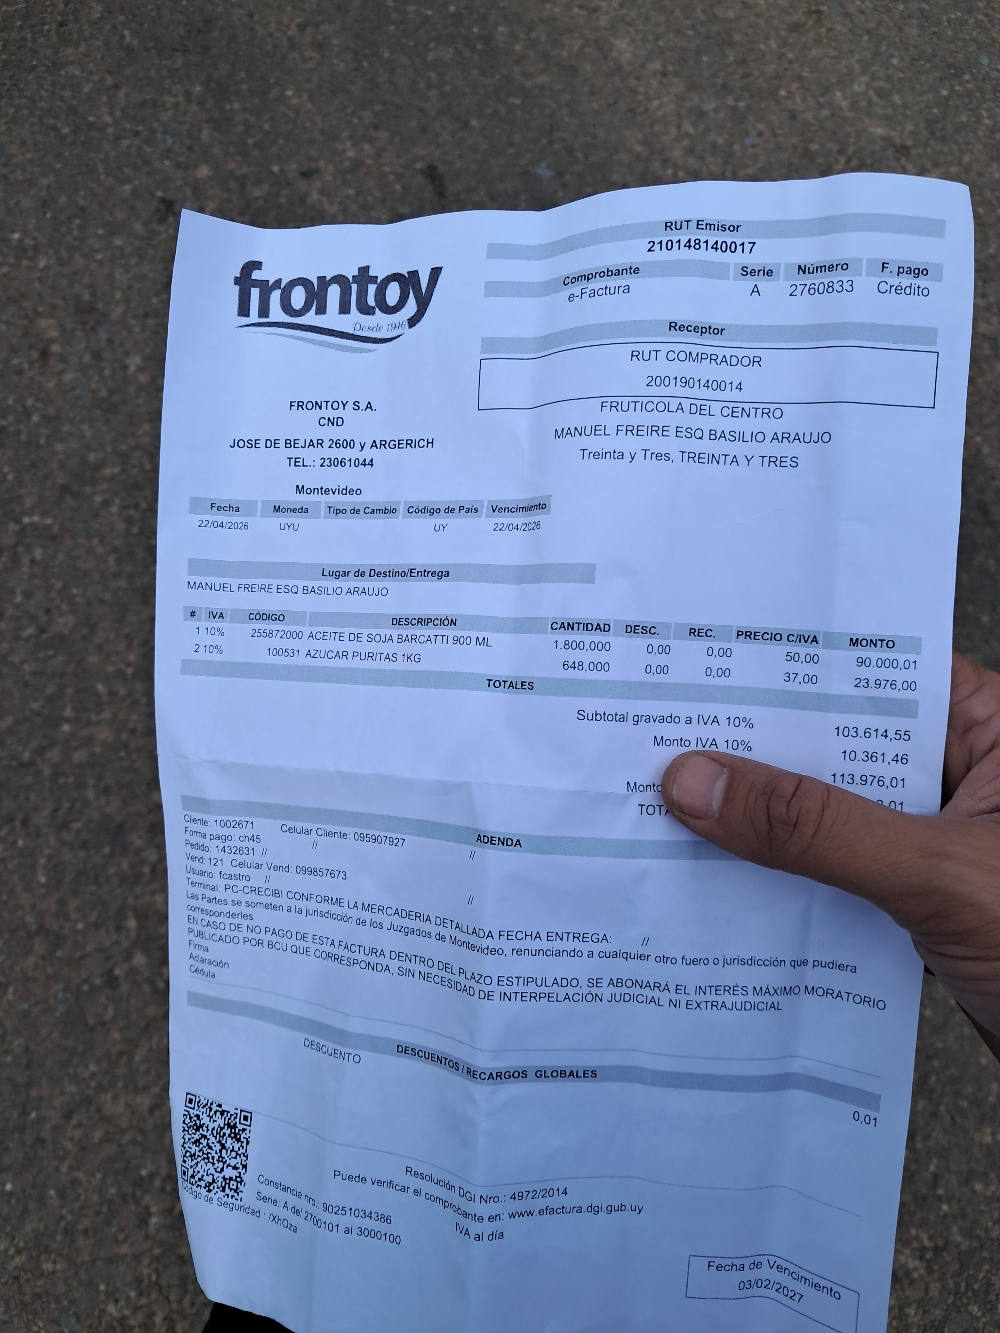 frontoy
Desde 1946
FRONTOY S.A.
CND
JOSE DE BEJAR 2600 y ARGERICH
TEL.: 23061044
Montevideo
RUT Emisor
210148140017
Comprobante Serie Número F. pago
e-Factura A 2760833 Crédito
Receptor
RUT COMPRADOR
200190140014
FRUTICOLA DEL CENTRO
MANUEL FREIRE ESQ BASILIO ARAUJO
Treinta y Tres, TREINTA Y TRES
Fecha Moneda Tipo de Cambio Código de País Vencimiento
22/04/2026 UYU UY 22/04/2026
Lugar de Destino/Entrega
MANUEL FREIRE ESQ BASILIO ARAUJO
# IVA CÓDIGO DESCRIPCIÓN CANTIDAD DESC. REC. PRECIO C/IVA MONTO
1 10% 255872000 ACEITE DE SOJA BARCATTI 900 ML 1.800,000 0,00 0,00 50,00 90.000,01
2 10% 100531 AZUCAR PURITAS 1KG 648,000 0,00 0,00 37,00 23.976,00
TOTALES
Subtotal gravado a IVA 10% 103.614,55
Monto IVA 10% 10.361,46
Monto 113.976,01
ADENDA
Cliente: 1002671 Celular Cliente: 095907927
Forma pago: ch45 // //
Pedido: 1432631 //
Vend: 121 Celular Vend: 099857673
Usuario: fcastro // //
Terminal: PC-CRECIBI CONFORME LA MERCADERIA DETALLADA FECHA ENTREGA: //
Las Partes se someten a la jurisdicción de los Juzgados de Montevideo, renunciando a cualquier otro fuero o jurisdicción que pudiera
corresponderles
EN CASO DE NO PAGO DE ESTA FACTURA DENTRO DEL PLAZO ESTIPULADO, SE ABONARÁ EL INTERÉS MÁXIMO MORATORIO
PUBLICADO POR BCU QUE CORRESPONDA, SIN NECESIDAD DE INTERPELACIÓN JUDICIAL NI EXTRAJUDICIAL
Firma
Aclaración
Cédula
DESCUENTOS / RECARGOS GLOBALES
DESCUENTO 0,01
Resolución DGI Nro.: 4972/2014
Puede verificar el comprobante en: www.efactura.dgi.gub.uy
IVA al día
Constancia nro.: 90251034386
Serie: A del 2700101 al 3000100
Código de Seguridad :
Fecha de Vencimiento
03/02/2027